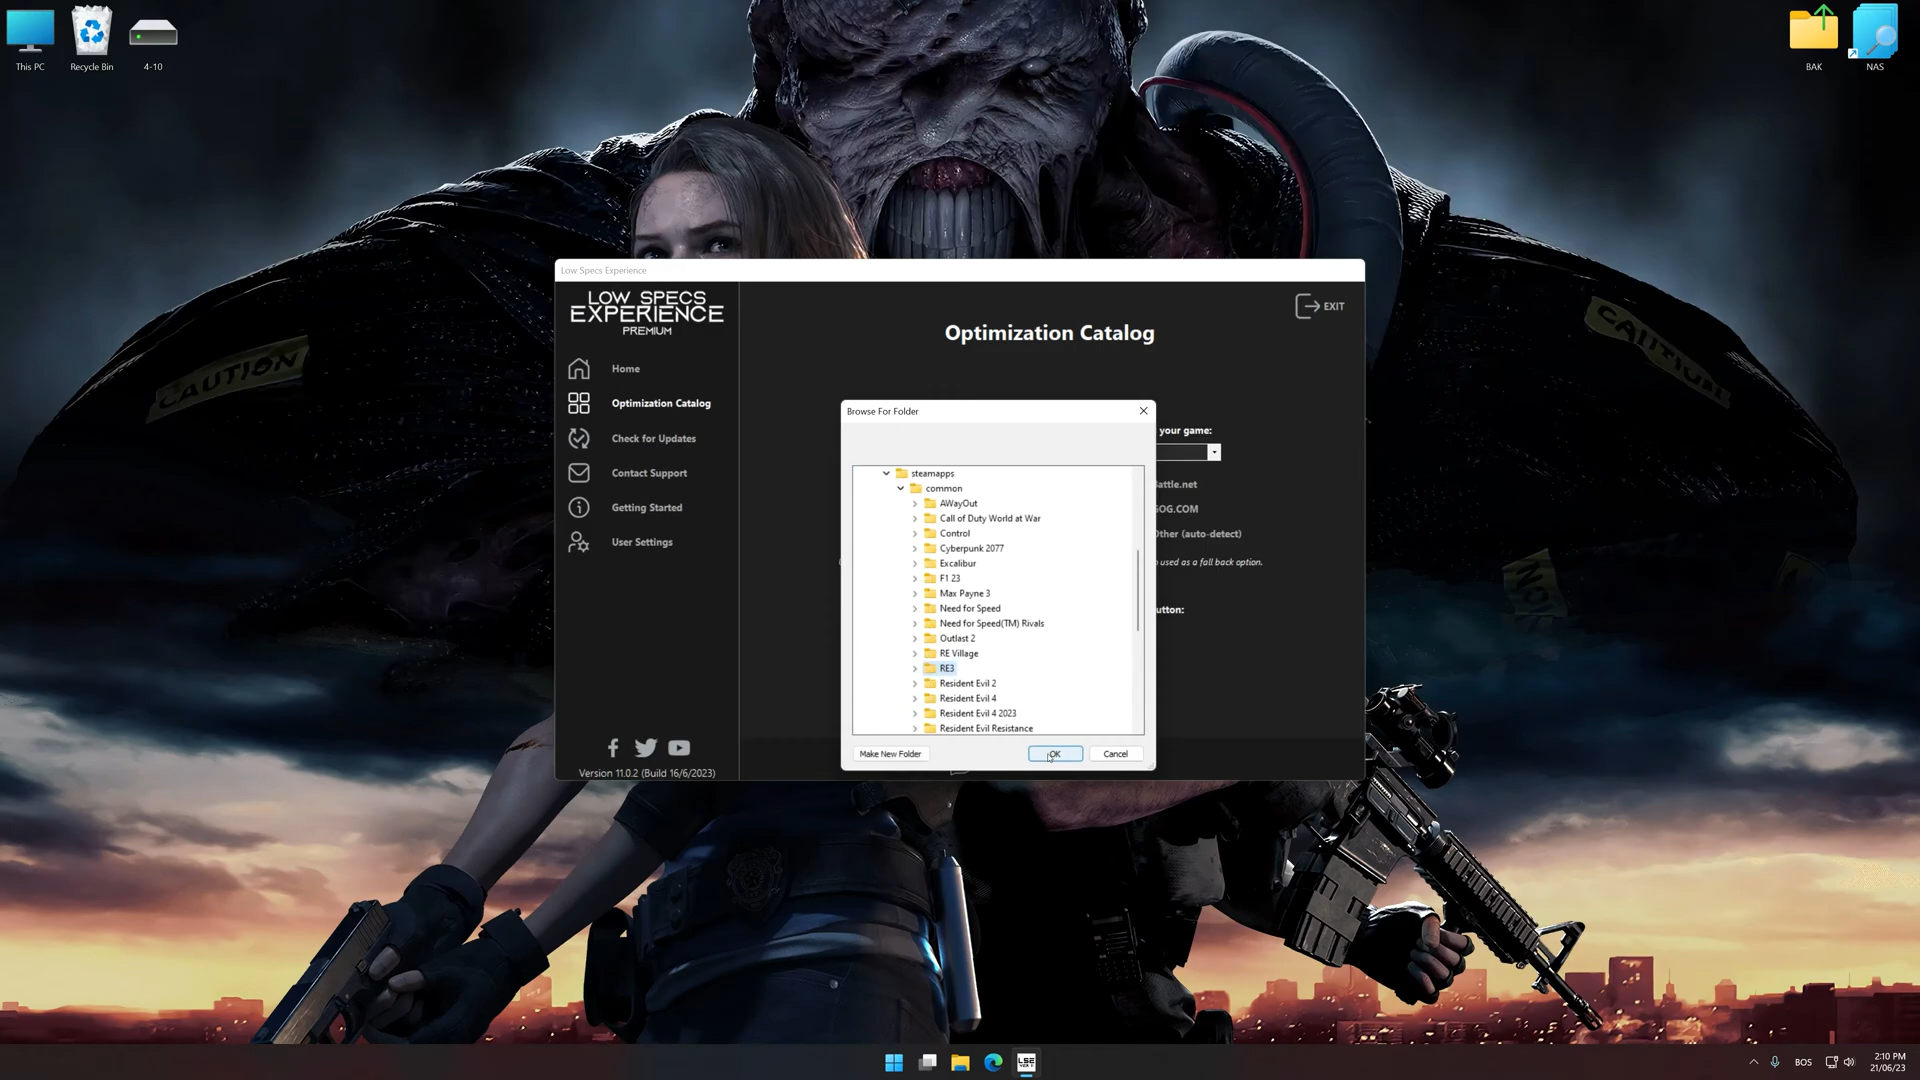 This PC
Recycle Bin
4-10
BAK
NAS
CAUTION
CAUTION
Low Specs Experience
LOW SPECS
EXPERIENCE
PREMIUM
EXIT
Optimization Catalog
Home
Optimization Catalog
Check for Updates
Contact Support
Getting Started
User Settings
Version 11.0.2 (Build 16/6/2023)
your game:
attle.net
GOG.COM
Other (auto-detect)
used as a fall back option.
utton:
Browse For Folder
steamapps
common
AWayOut
Call of Duty World at War
Control
Cyberpunk 2077
Excalibur
F1 23
Max Payne 3
Need for Speed
Need for Speed(TM) Rivals
Outlast 2
RE Village
RE3
Resident Evil 2
Resident Evil 4
Resident Evil 4 2023
Resident Evil Resistance
Make New Folder
OK
Cancel
LSE
BOS
2:10 PM
21/06/23